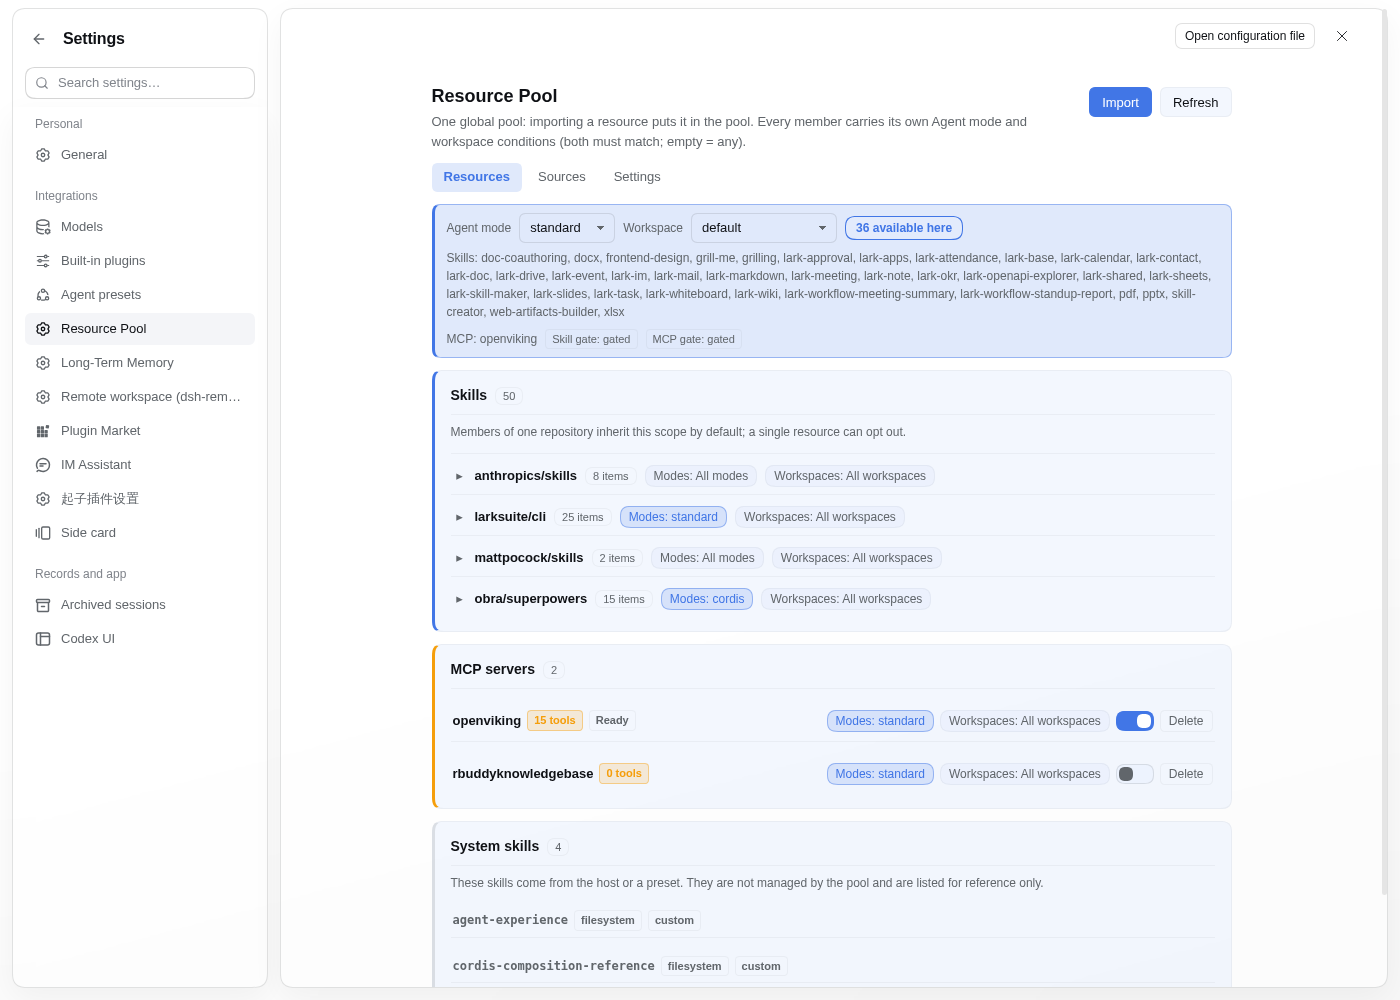 Settings
Search settings…
Personal
General
Integrations
Models
Built-in plugins
Agent presets
Resource Pool
Long-Term Memory
Remote workspace (dsh-rem…
Plugin Market
IM Assistant
起子插件设置
Side card
Records and app
Archived sessions
Codex UI
Open configuration file
Resource Pool
Import
Refresh
One global pool: importing a resource puts it in the pool. Every member carries its own Agent mode and
workspace conditions (both must match; empty = any).
Resources Sources Settings
Agent mode standard Workspace default 36 available here
Skills: doc-coauthoring, docx, frontend-design, grill-me, grilling, lark-approval, lark-apps, lark-attendance, lark-base, lark-calendar, lark-contact,
lark-doc, lark-drive, lark-event, lark-im, lark-mail, lark-markdown, lark-meeting, lark-note, lark-okr, lark-openapi-explorer, lark-shared, lark-sheets,
lark-skill-maker, lark-slides, lark-task, lark-whiteboard, lark-wiki, lark-workflow-meeting-summary, lark-workflow-standup-report, pdf, pptx, skill-
creator, web-artifacts-builder, xlsx
MCP: openviking Skill gate: gated MCP gate: gated
Skills 50
Members of one repository inherit this scope by default; a single resource can opt out.
anthropics/skills 8 items Modes: All modes Workspaces: All workspaces
larksuite/cli 25 items Modes: standard Workspaces: All workspaces
mattpocock/skills 2 items Modes: All modes Workspaces: All workspaces
obra/superpowers 15 items Modes: cordis Workspaces: All workspaces
MCP servers 2
openviking 15 tools Ready Modes: standard Workspaces: All workspaces Delete
rbuddyknowledgebase 0 tools Modes: standard Workspaces: All workspaces Delete
System skills 4
These skills come from the host or a preset. They are not managed by the pool and are listed for reference only.
agent-experience filesystem custom
cordis-composition-reference filesystem custom